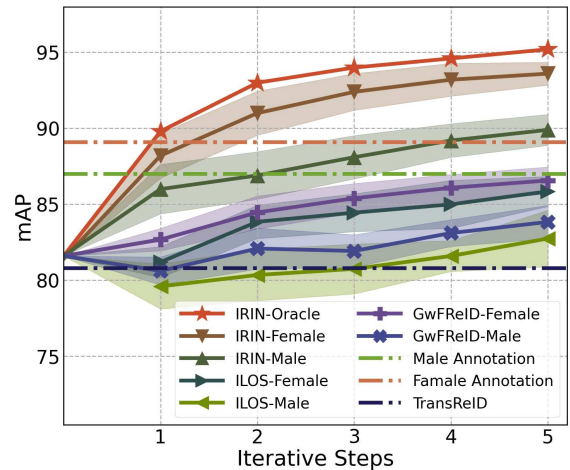 95
90
85
80
75
mAP
IRIN-Oracle
IRIN-Female
IRIN-Male
ILOS-Female
ILOS-Male
GwFReID-Female
GwFReID-Male
Male Annotation
Famale Annotation
TransReID
1 2 3 4 5
Iterative Steps